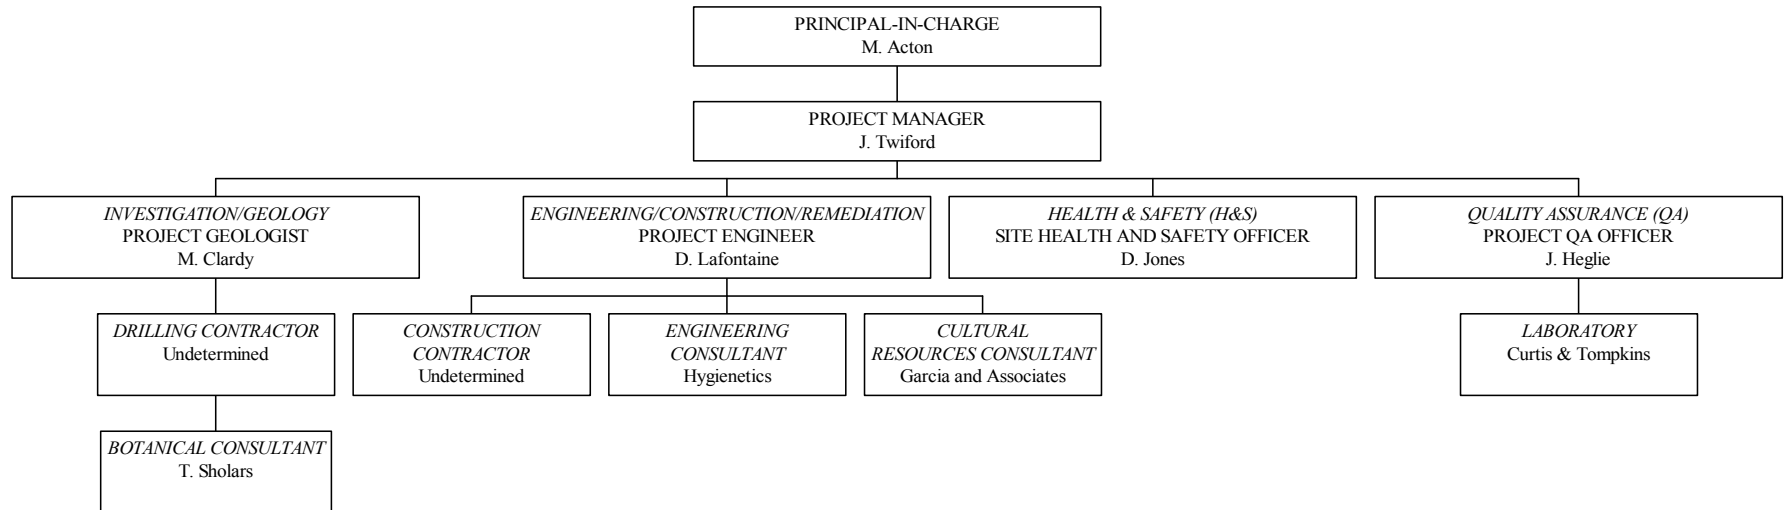 PRINCIPAL-IN-CHARGE
M. Acton
PROJECT MANAGER
J. Twiford
INVESTIGATION/GEOLOGY
PROJECT GEOLOGIST
M. Clardy
ENGINEERING/CONSTRUCTION/REMEDIATION
PROJECT ENGINEER
D. Lafontaine
HEALTH & SAFETY (H&S)
SITE HEALTH AND SAFETY OFFICER
D. Jones
QUALITY ASSURANCE (QA)
PROJECT QA OFFICER
J. Heglie
DRILLING CONTRACTOR
Undetermined
CONSTRUCTION
CONTRACTOR
Undetermined
ENGINEERING
CONSULTANT
Hygienetics
CULTURAL
RESOURCES CONSULTANT
Garcia and Associates
LABORATORY
Curtis & Tompkins
BOTANICAL CONSULTANT
T. Sholars